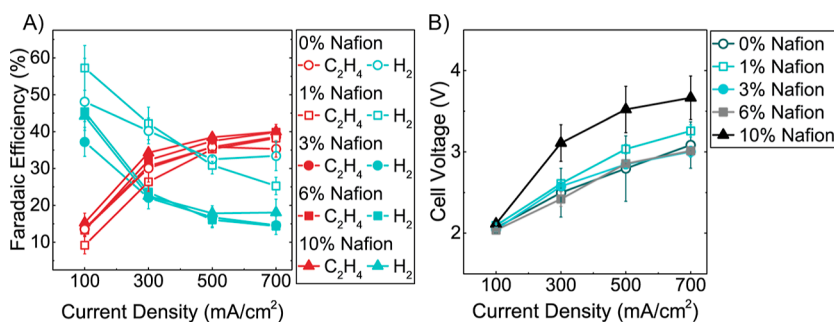 A)
Faradaic Efficiency (%)
60
50
40
30
20
10
100 300 500 700
Current Density (mA/cm²)
0% Nafion
C₂H₄ H₂
1% Nafion
C₂H₄ H₂
3% Nafion
C₂H₄ H₂
6% Nafion
C₂H₄ H₂
10% Nafion
C₂H₄ H₂
B)
Cell Voltage (V)
4
3
2
100 300 500 700
Current Density (mA/cm²)
0% Nafion
1% Nafion
3% Nafion
6% Nafion
10% Nafion